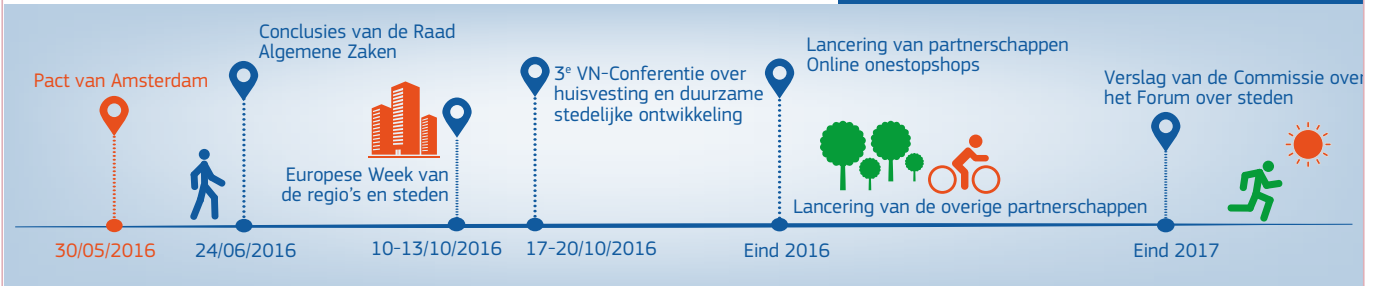 Pact van Amsterdam
30/05/2016
Conclusies van de Raad
Algemene Zaken
24/06/2016
Europese Week van
de regio's en steden
10-13/10/2016
3e VN-Conferentie over
huisvesting en duurzame
stedelijke ontwikkeling
17-20/10/2016
Lancering van partnerschappen
Online onestopshops
Eind 2016
Lancering van de overige partnerschappen
Verslag van de Commissie over
het Forum over steden
Eind 2017